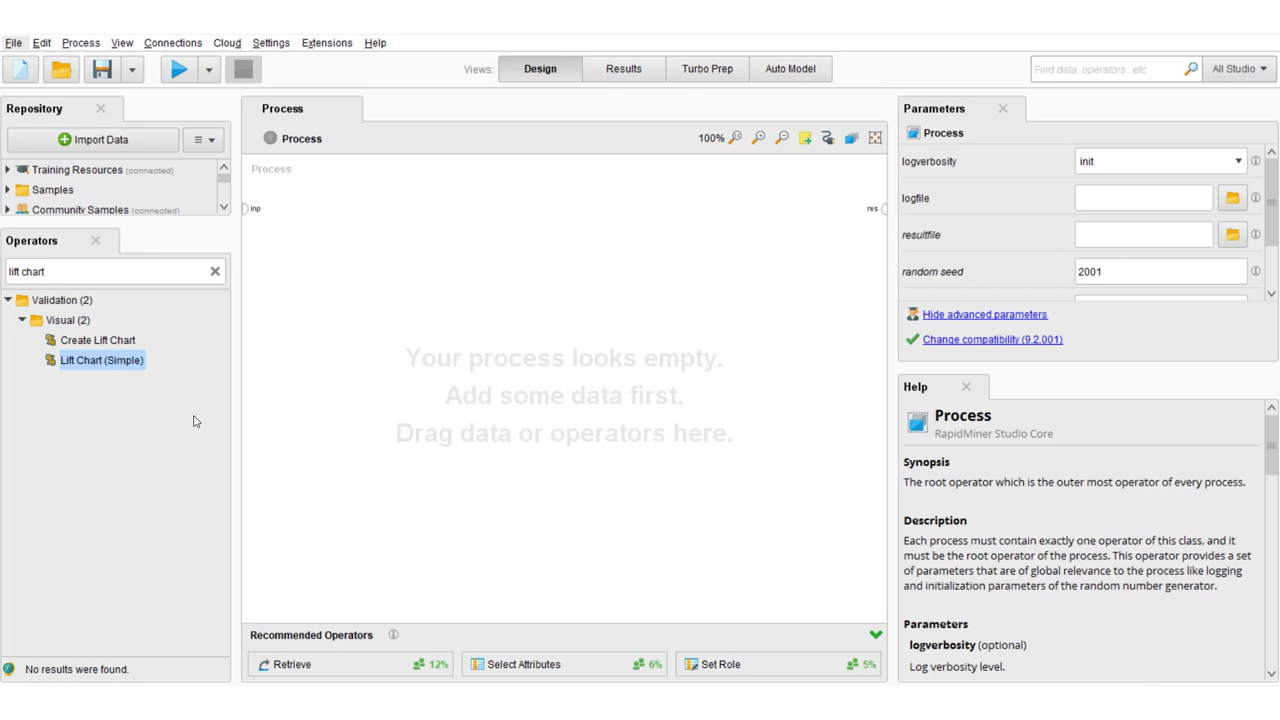 File Edit Process View Connections Cloud Settings Extensions Help
Views: Design Results Turbo Prep Auto Model Find data, operators...etc All Studio
Repository
Import Data
Training Resources (connected)
Samples
Community Samples (connected)
Operators
lift chart
Validation (2)
Visual (2)
Create Lift Chart
Lift Chart (Simple)
No results were found.
Process
Process 100%
Process
inp res
Your process looks empty.
Add some data first.
Drag data or operators here.
Recommended Operators
Retrieve 12% Select Attributes 6% Set Role 5%
Parameters
Process
logverbosity init
logfile
resultfile
random seed 2001
Hide advanced parameters
Change compatibility (9.2.001)
Help
Process
RapidMiner Studio Core
Synopsis
The root operator which is the outer most operator of every process.
Description
Each process must contain exactly one operator of this class, and it
must be the root operator of the process. This operator provides a set
of parameters that are of global relevance to the process like logging
and initialization parameters of the random number generator.
Parameters
logverbosity (optional)
Log verbosity level.